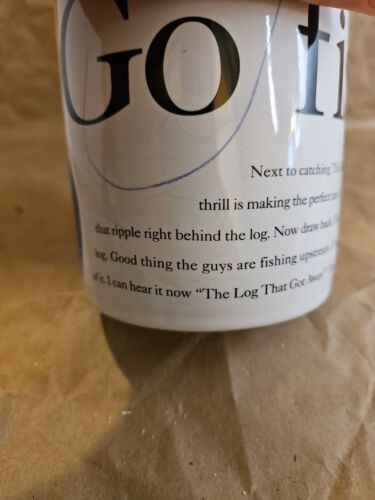 Go fi
Next to catching
thrill is making the perfect
that ripple right behind the log. Now draw back.
log. Good thing the guys are fishing upstream.
of it. I can hear it now “The Log That Got Away”